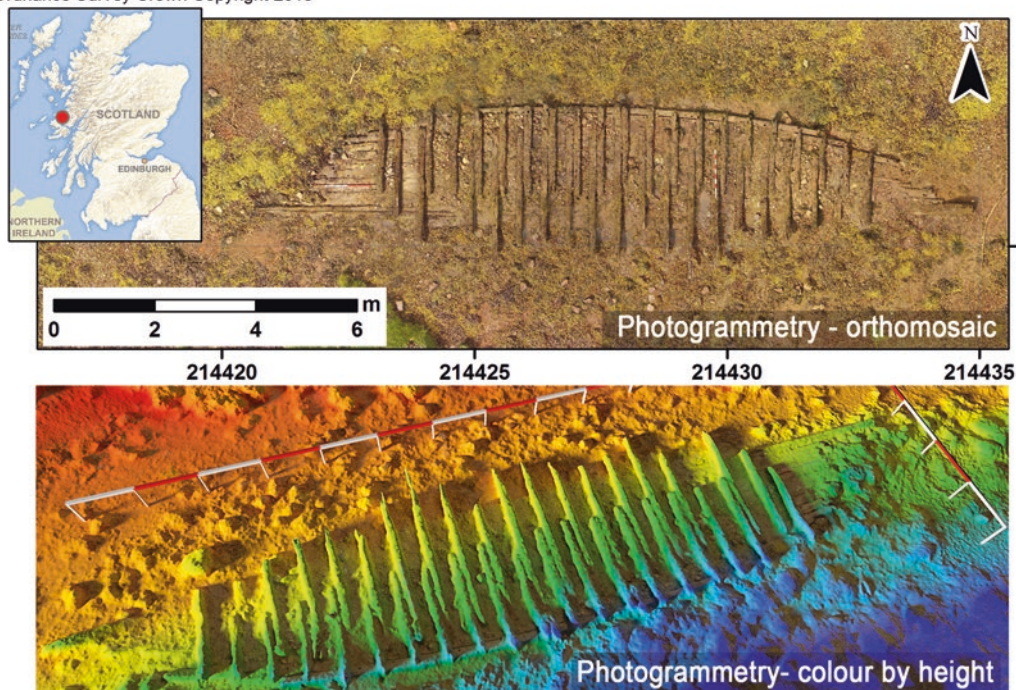 SCOTLAND
EDINBURGH
NORTHERN
IRELAND
N
m
0 2 4 6
Photogrammetry - orthomosaic
214420 214425 214430 214435
Photogrammetry- colour by height